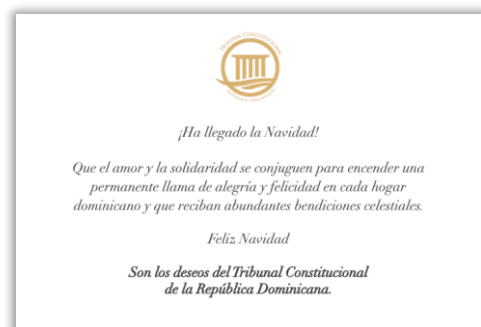 TRIBUNAL CONSTITUCIONAL
¡Ha llegado la Navidad!
Que el amor y la solidaridad se conjuguen para encender una
permanente llama de alegría y felicidad en cada hogar
dominicano y que reciban abundantes bendiciones celestiales.
Feliz Navidad
Son los deseos del Tribunal Constitucional
de la República Dominicana.